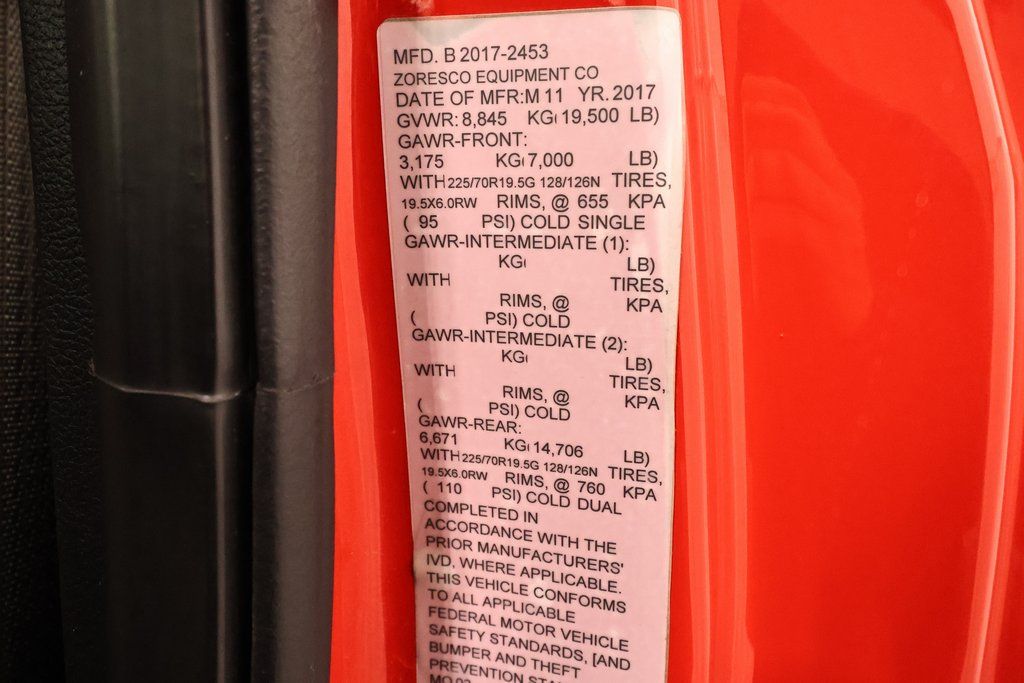 MFD. B 2017-2453
ZORESCO EQUIPMENT CO
DATE OF MFR:M 11 YR. 2017
GVWR: 8,845 KG( 19,500 LB)
GAWR-FRONT:
3,175 KG( 7,000 LB)
WITH 225/70R19.5G 128/126N TIRES,
19.5X6.0RW RIMS, @ 655 KPA
( 95 PSI) COLD SINGLE
GAWR-INTERMEDIATE (1):
KG( LB)
WITH TIRES,
RIMS, @ KPA
( PSI) COLD
GAWR-INTERMEDIATE (2):
KG( LB)
WITH TIRES,
RIMS, @ KPA
( PSI) COLD
GAWR-REAR:
6,671 KG( 14,706 LB)
WITH 225/70R19.5G 128/126N TIRES,
19.5X6.0RW RIMS, @ 760 KPA
( 110 PSI) COLD DUAL
COMPLETED IN
ACCORDANCE WITH THE
PRIOR MANUFACTURERS'
IVD, WHERE APPLICABLE.
THIS VEHICLE CONFORMS
TO ALL APPLICABLE
FEDERAL MOTOR VEHICLE
SAFETY STANDARDS, [AND
BUMPER AND THEFT
PREVENTION